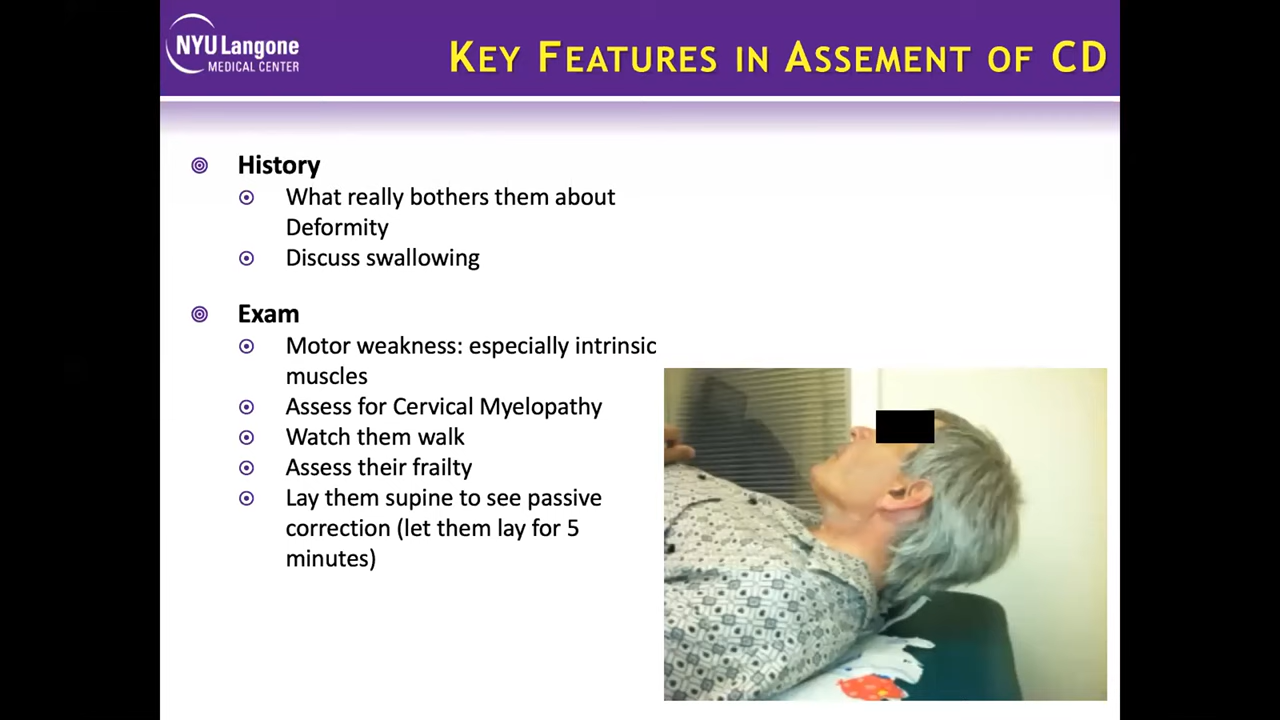 NYU Langone
MEDICAL CENTER
KEY FEATURES IN ASSEMENT OF CD
History
What really bothers them about
Deformity
Discuss swallowing
Exam
Motor weakness: especially intrinsic
muscles
Assess for Cervical Myelopathy
Watch them walk
Assess their frailty
Lay them supine to see passive
correction (let them lay for 5
minutes)